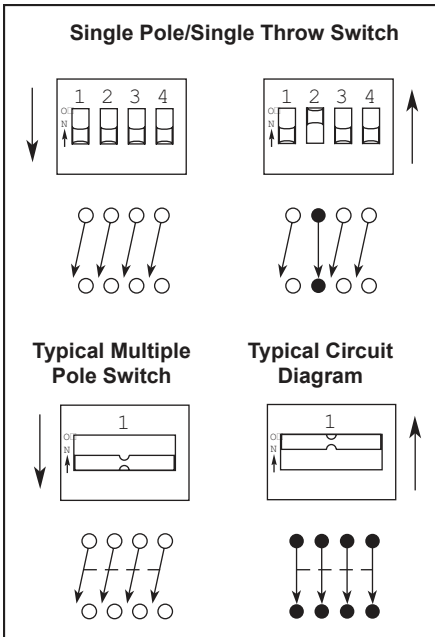 Single Pole/Single Throw Switch
1 2 3 4
O□
N
1 2 3 4
O□
N
Typical Multiple
Pole Switch
1
O□
N
Typical Circuit
Diagram
1
O□
N